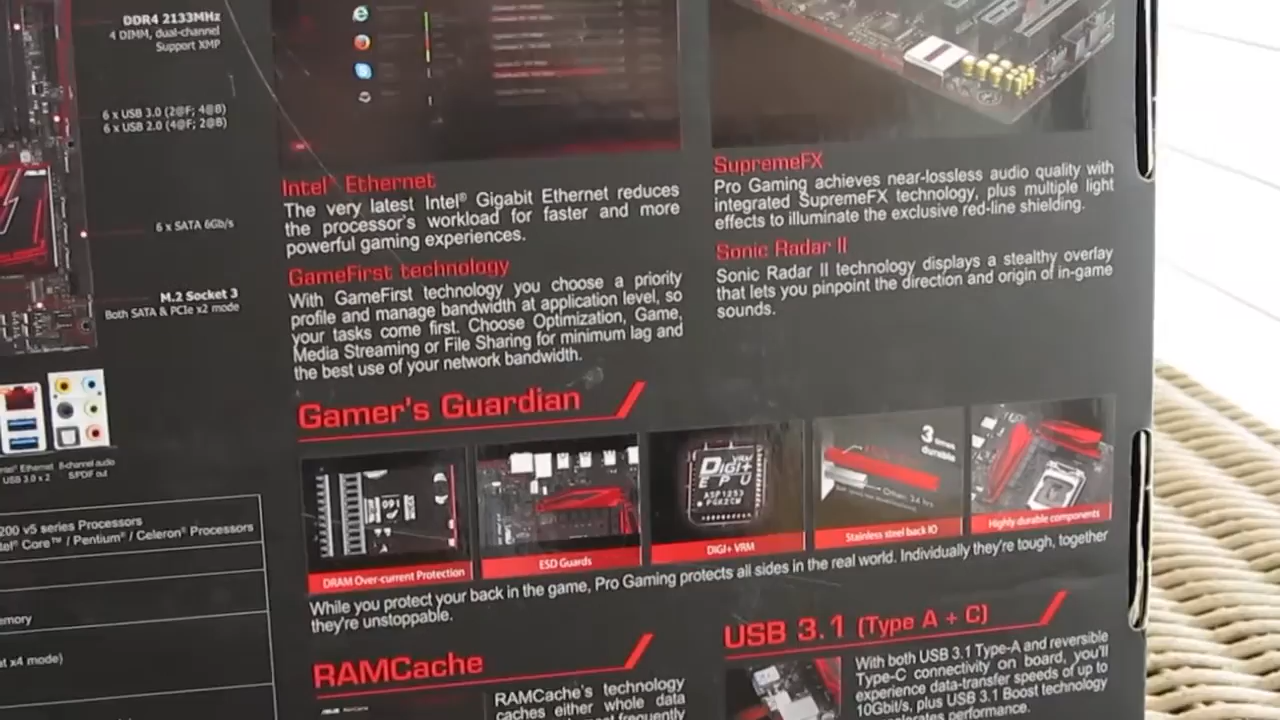 DDR4 2133MHz
4 DIMM, dual-channel
Support XMP
6 x USB 3.0 (2@F; 4@B)
6 x USB 2.0 (4@F; 2@B)
6 x SATA 6Gb/s
M.2 Socket 3
Both SATA & PCIe x2 mode
Intel® Ethernet
The very latest Intel® Gigabit Ethernet reduces
the processor's workload for faster and more
powerful gaming experiences.
GameFirst technology
With GameFirst technology you choose a priority
profile and manage bandwidth at application level, so
your tasks come first. Choose Optimization, Game,
Media Streaming or File Sharing for minimum lag and
the best use of your network bandwidth.
SupremeFX
Pro Gaming achieves near-lossless audio quality with
integrated SupremeFX technology, plus multiple light
effects to illuminate the exclusive red-line shielding.
Sonic Radar II
Sonic Radar II technology displays a stealthy overlay
that lets you pinpoint the direction and origin of in-game
sounds.
Ethernet
USB 3.0 x 2
8-channel audio
S/PDIF out
Gamer's Guardian
DIGI+ VRM
EPU
3 times
durable
DRAM Over-current Protection
ESD Guards
DIGI+ VRM
Stainless steel back IO
Highly durable components
While you protect your back in the game, Pro Gaming protects all sides in the real world. Individually they're tough, together
they're unstoppable.
200 v5 series Processors
tel® Core™ / Pentium® / Celeron® Processors
emory
at x4 mode)
RAMCache
RAMCache's technology
caches either whole data
frequently
USB 3.1 (Type A + C)
With both USB 3.1 Type-A and reversible
Type-C connectivity on board, you'll
experience data-transfer speeds of up to
10Gbit/s, plus USB 3.1 Boost technology
performance.